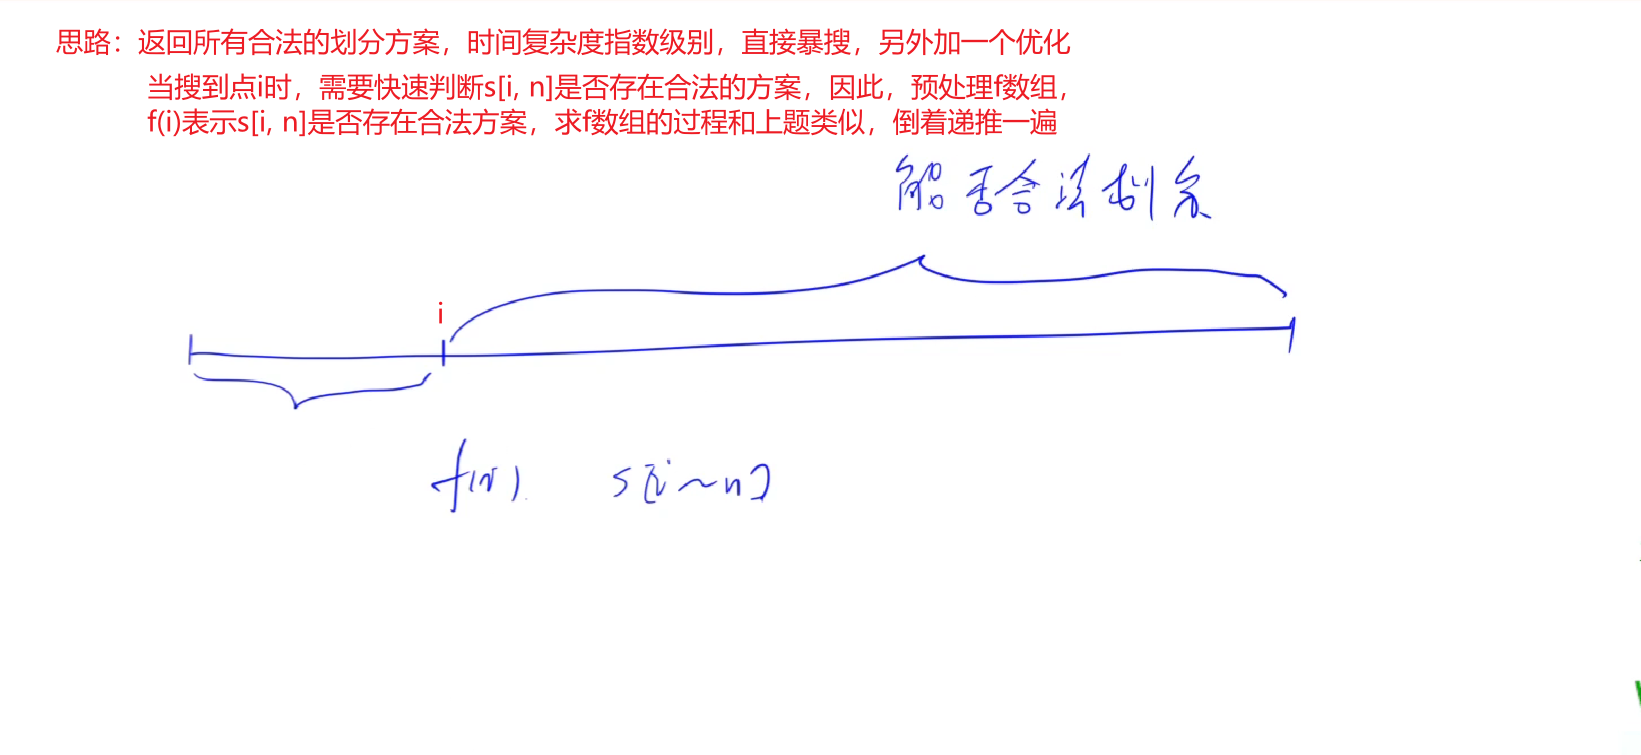 思路：返回所有合法的划分方案，时间复杂度指数级别，直接暴搜，另外加一个优化
当搜到点i时，需要快速判断s[i, n]是否存在合法的方案，因此，预处理f数组，
f(i)表示s[i, n]是否存在合法方案，求f数组的过程和上题类似，倒着递推一遍
能否合法
i
s[i~n]